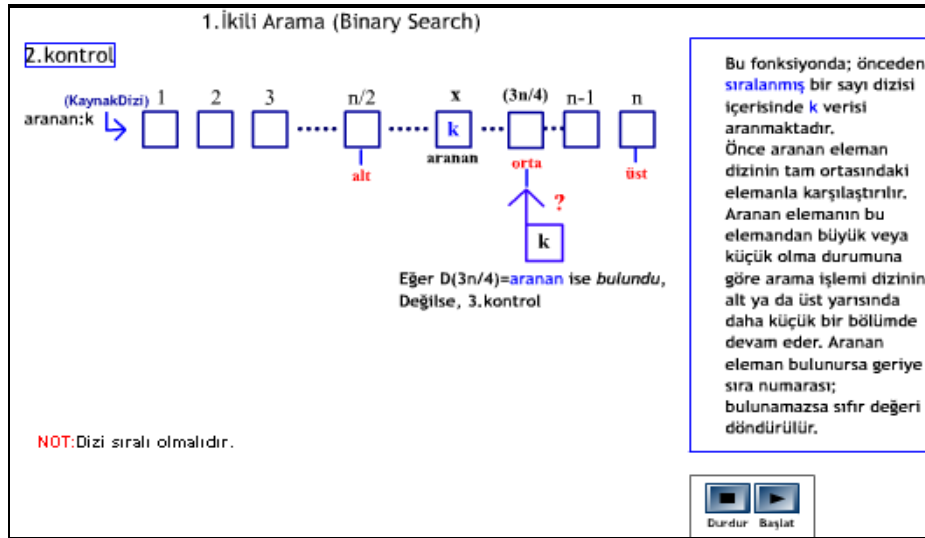 1.İkili Arama (Binary Search)
2.kontrol
(KaynakDizi) 1 2 3 n/2 x (3n/4) n-1 n
aranan:k
k
aranan
alt
orta
üst
?
k
Eğer D(3n/4)=aranan ise bulundu,
Değilse, 3.kontrol
NOT:Dizi sıralı olmalıdır.
Bu fonksiyonda; önceden
sıralanmış bir sayı dizisi
içerisinde k verisi
aranmaktadır.
Önce aranan eleman
dizinin tam ortasındaki
elemanla karşılaştırılır.
Aranan elemanın bu
elemandan büyük veya
küçük olma durumuna
göre arama işlemi dizinin
alt ya da üst yarısında
daha küçük bir bölümde
devam eder. Aranan
eleman bulunursa geriye
sıra numarası;
bulunamazsa sıfır değeri
döndürülür.
Durdur Başlat